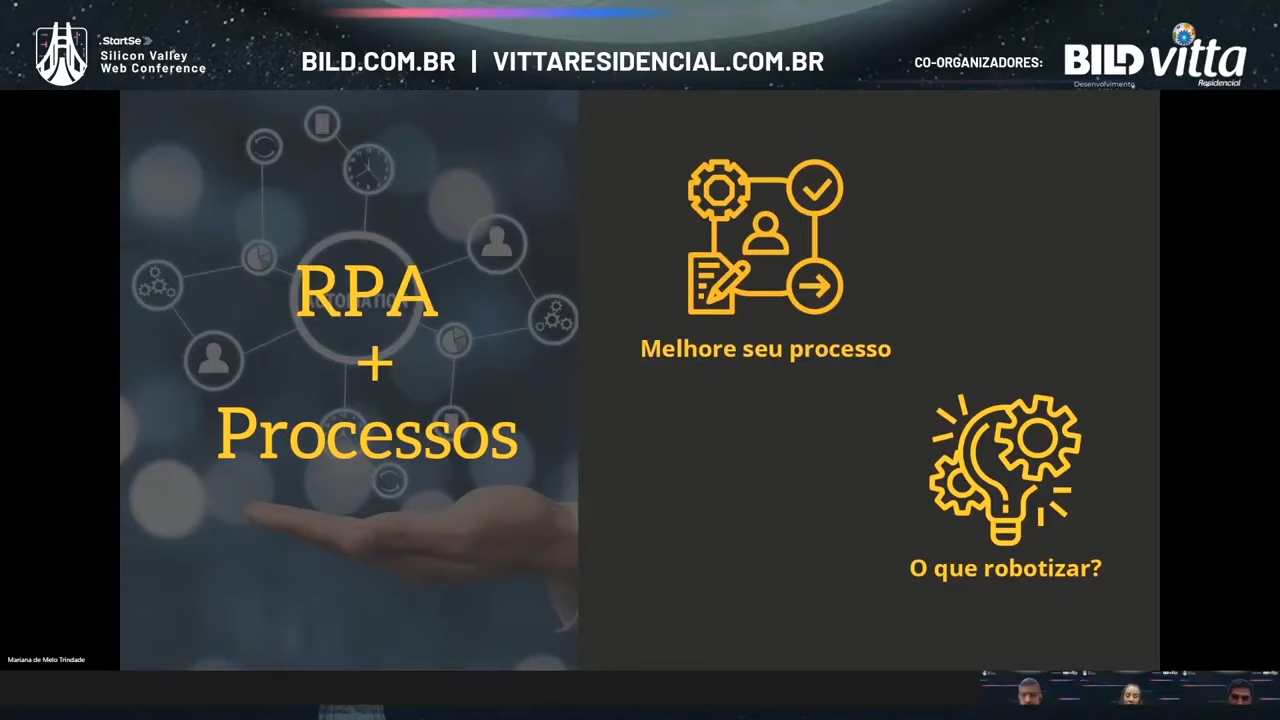 .StartSe
Silicon Valley
Web Conference
BILD.COM.BR | VITTARESIDENCIAL.COM.BR
CO-ORGANIZADORES:
BILD
Desenvolvimento
vitta
Residencial
AUTOMATION
RPA
+
Processos
Melhore seu processo
O que robotizar?
Mariana de Melo Trindade